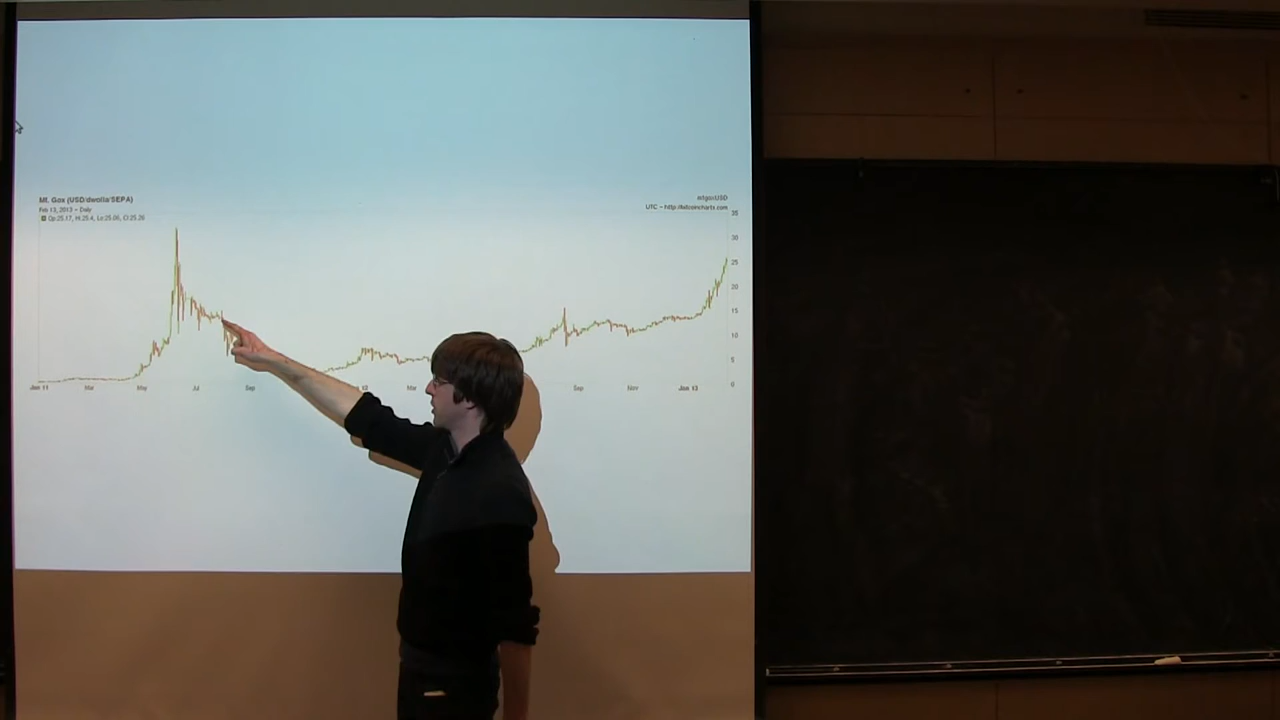 Mt. Gox (USD/dwolla/SEPA)
Feb 13, 2013 - Daily
Op:25.17, Hi:25.4, Lo:25.06, Cl:25.26
mtgoxUSD
UTC - http://bitcoincharts.com
35
30
25
20
15
10
5
0
Jan 11
Mar
May
Jul
Sep
12
Mar
Sep
Nov
Jan 13